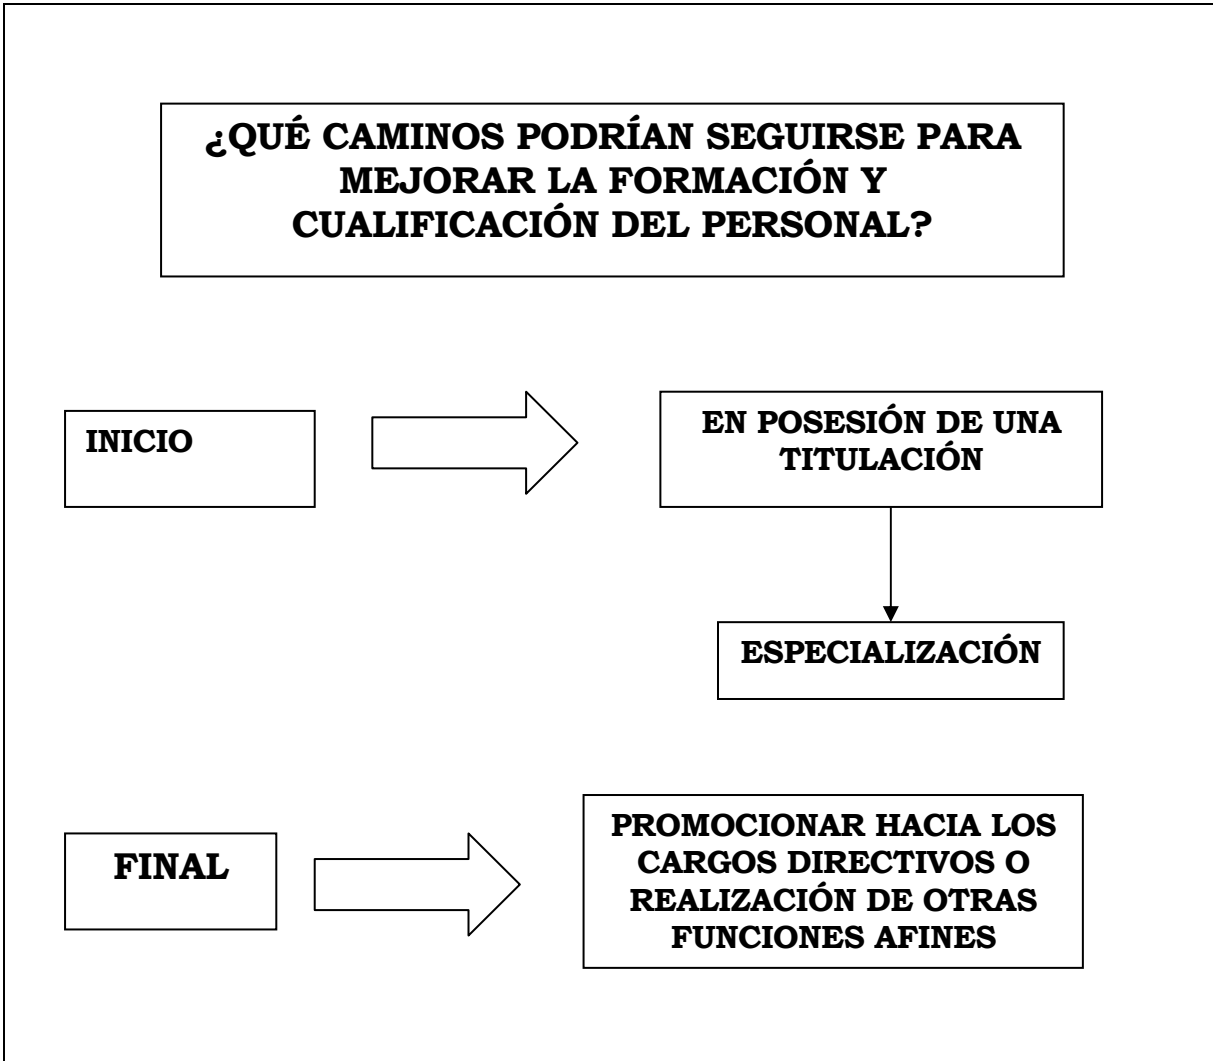 ¿QUÉ CAMINOS PODRÍAN SEGUIRSE PARA
MEJORAR LA FORMACIÓN Y
CUALIFICACIÓN DEL PERSONAL?
INICIO
EN POSESIÓN DE UNA
TITULACIÓN
ESPECIALIZACIÓN
FINAL
PROMOCIONAR HACIA LOS
CARGOS DIRECTIVOS O
REALIZACIÓN DE OTRAS
FUNCIONES AFINES